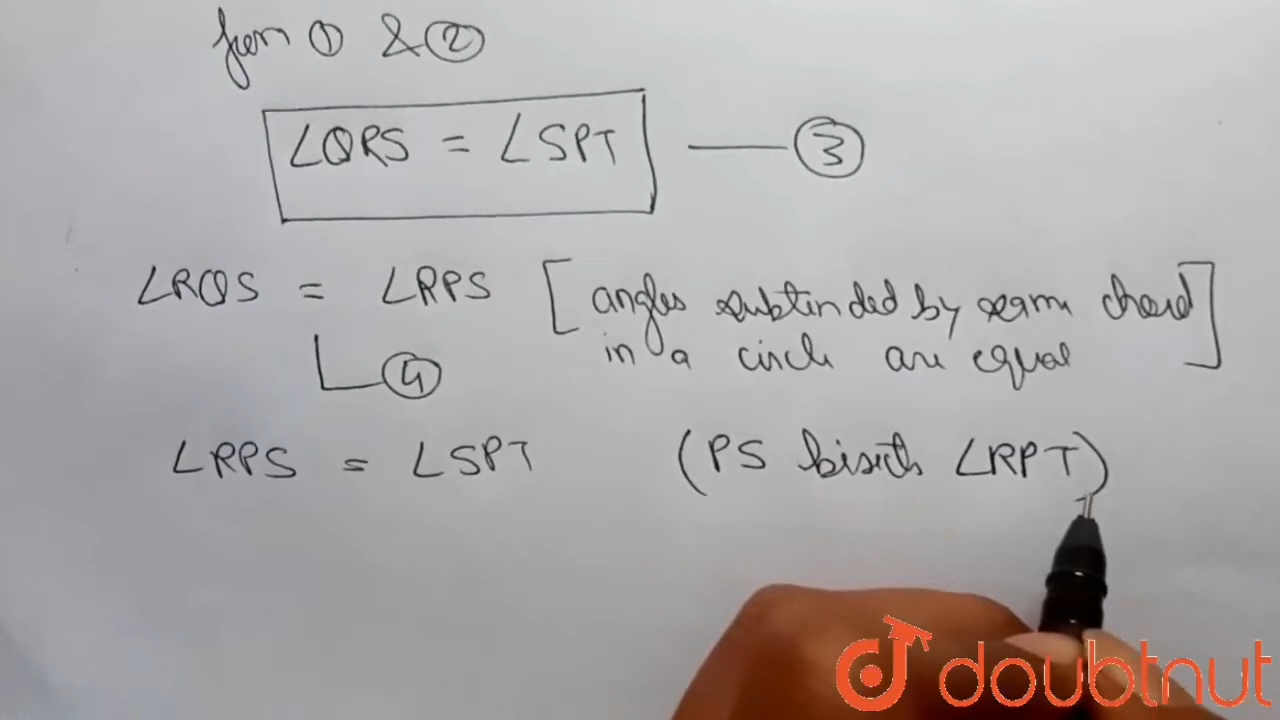 from ① & ②
∠QRS = ∠SPT — ③
∠RQS = ∠RPS [angles subtended by same chord
in a circle are equal]
④
∠RPS = ∠SPT (PS bisects ∠RPT)
doubtnut